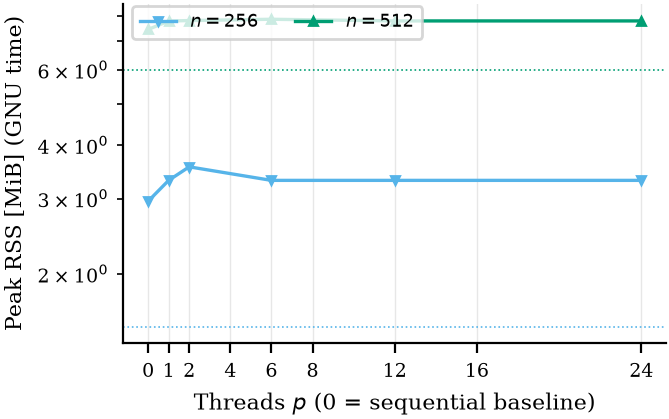 n = 256 n = 512
Peak RSS [MiB] (GNU time)
6 × 10⁰
4 × 10⁰
3 × 10⁰
2 × 10⁰
0 1 2 4 6 8 12 16 24
Threads p (0 = sequential baseline)